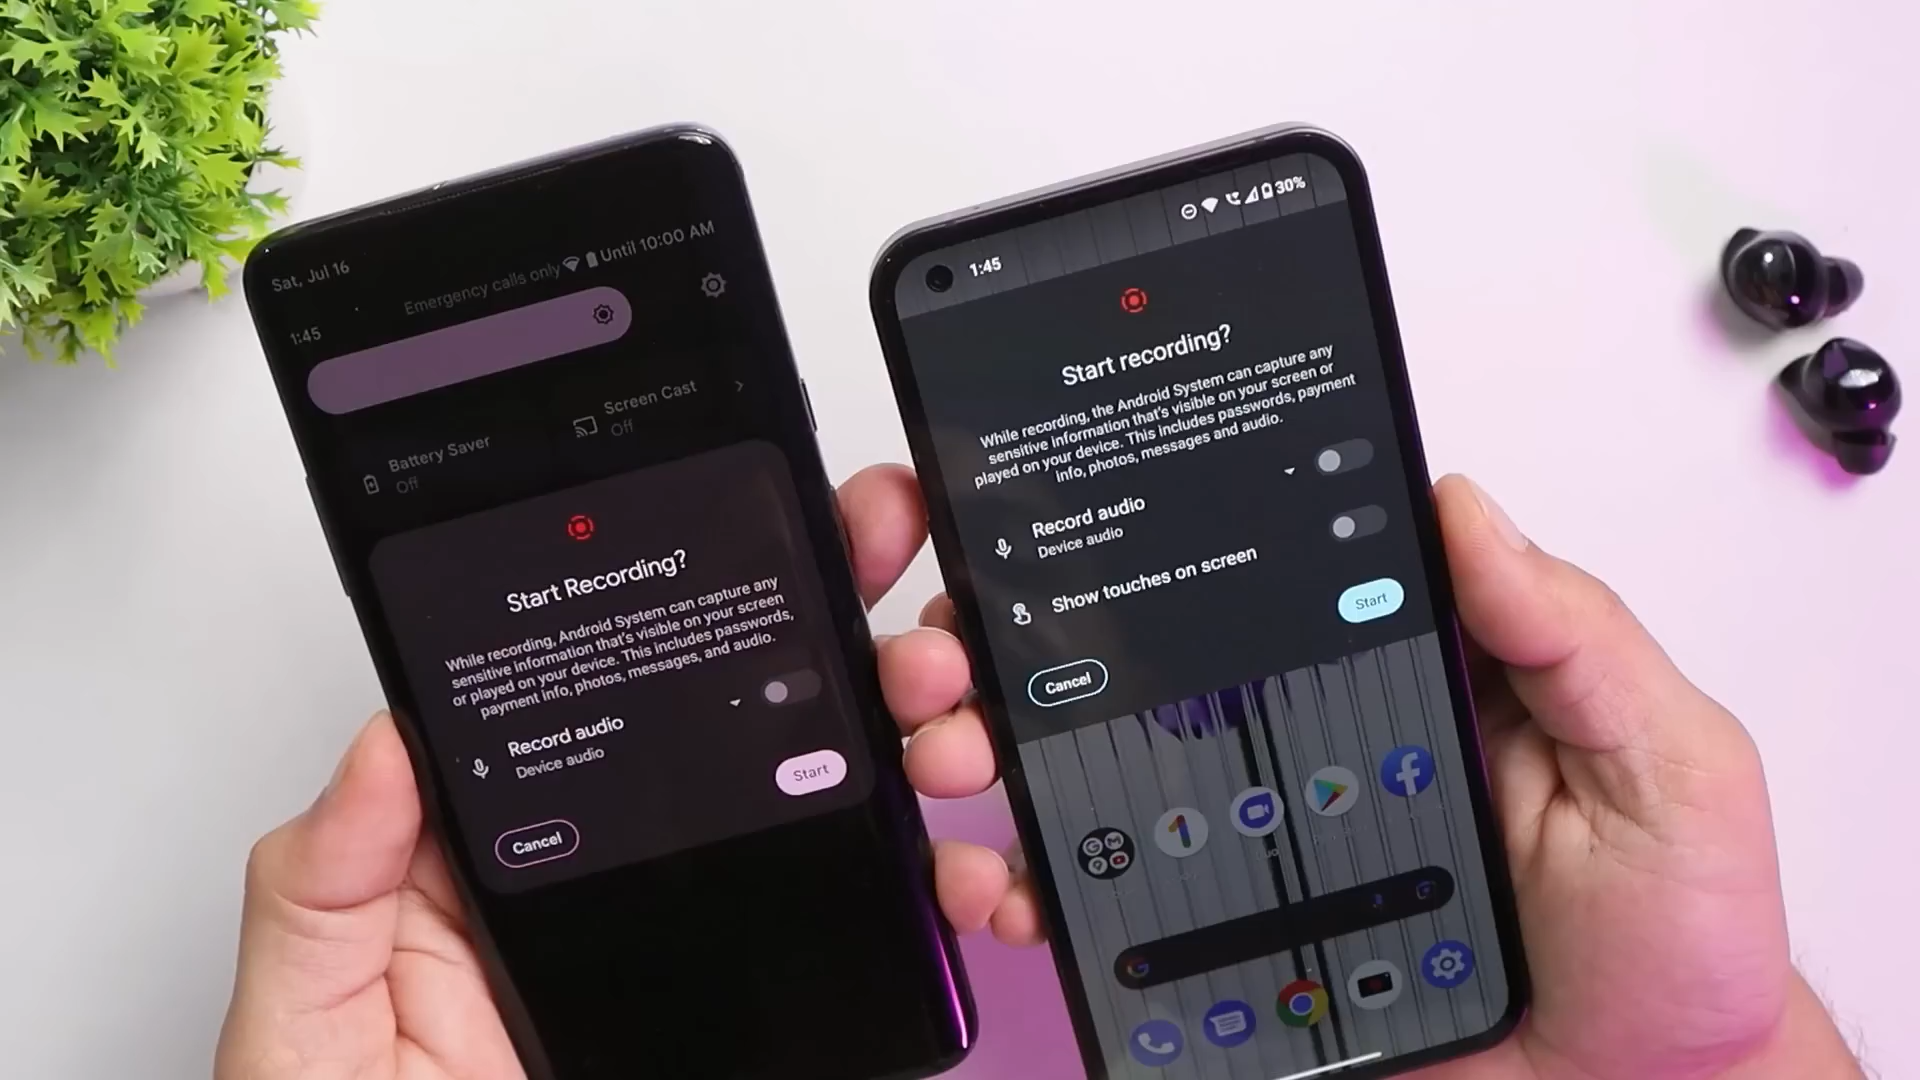 Sat, Jul 16
Emergency calls only
Until 10:00 AM
1:45
Battery Saver
Off
Screen Cast
Off
Start Recording?
While recording, Android System can capture any
sensitive information that's visible on your screen
or played on your device. This includes passwords,
payment info, photos, messages, and audio.
Record audio
Device audio
Start
Cancel
1:45
30%
Start recording?
While recording, the Android System can capture any
sensitive information that's visible on your screen or
played on your device. This includes passwords, payment
info, photos, messages and audio.
Record audio
Device audio
Show touches on screen
Start
Cancel